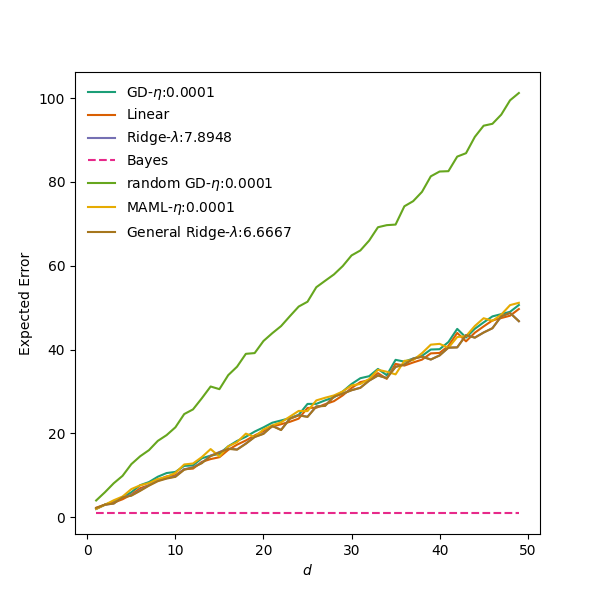 GD-η:0.0001
Linear
Ridge-λ:7.8948
Bayes
random GD-η:0.0001
MAML-η:0.0001
General Ridge-λ:6.6667
100
80
60
40
20
0
Expected Error
0 10 20 30 40 50
d